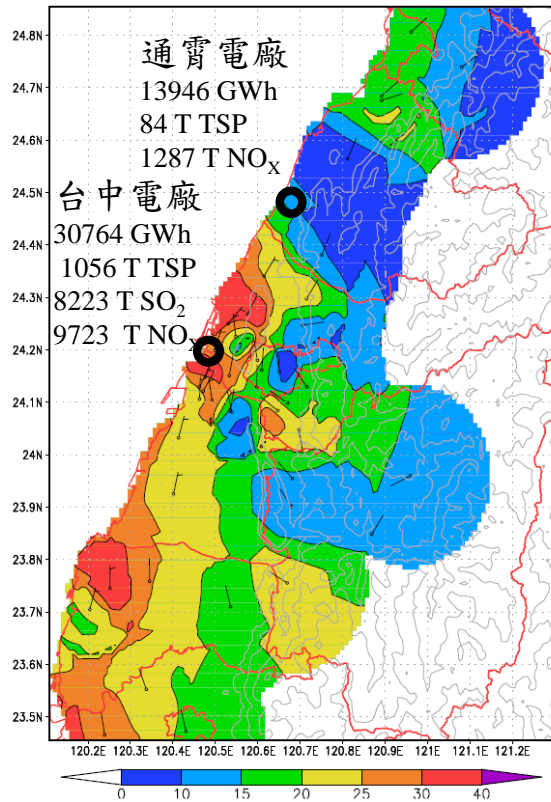 通霄電廠
13946 GWh
84 T TSP
1287 T NOX
台中電廠
30764 GWh
1056 T TSP
8223 T SO2
9723 T NOx
24.8N
24.7N
24.6N
24.5N
24.4N
24.3N
24.2N
24.1N
24N
23.9N
23.8N
23.7N
23.6N
23.5N
120.2E 120.3E 120.4E 120.5E 120.6E 120.7E 120.8E 120.9E 121E 121.1E 121.2E
0 10 15 20 25 30 40